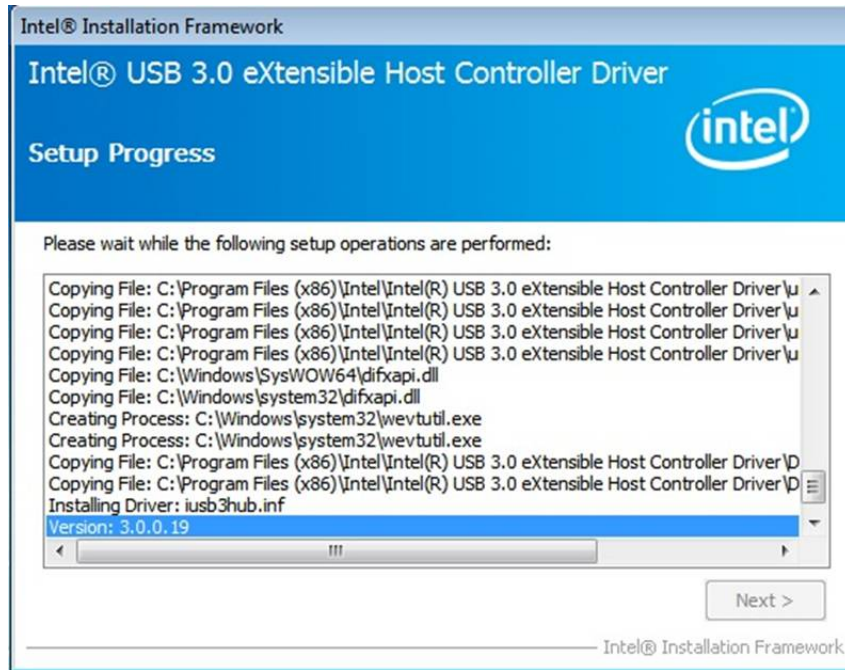 Intel® Installation Framework
Intel® USB 3.0 eXtensible Host Controller Driver
intel
Setup Progress
Please wait while the following setup operations are performed:
Copying File: C:\Program Files (x86)\Intel\Intel(R) USB 3.0 eXtensible Host Controller Driver\u
Copying File: C:\Program Files (x86)\Intel\Intel(R) USB 3.0 eXtensible Host Controller Driver\u
Copying File: C:\Program Files (x86)\Intel\Intel(R) USB 3.0 eXtensible Host Controller Driver\u
Copying File: C:\Program Files (x86)\Intel\Intel(R) USB 3.0 eXtensible Host Controller Driver\u
Copying File: C:\Windows\SysWOW64\difxapi.dll
Copying File: C:\Windows\system32\difxapi.dll
Creating Process: C:\Windows\system32\wevtutil.exe
Creating Process: C:\Windows\system32\wevtutil.exe
Copying File: C:\Program Files (x86)\Intel\Intel(R) USB 3.0 eXtensible Host Controller Driver\D
Copying File: C:\Program Files (x86)\Intel\Intel(R) USB 3.0 eXtensible Host Controller Driver\D
Installing Driver: iusb3hub.inf
Version: 3.0.0.19
Next >
Intel® Installation Framework